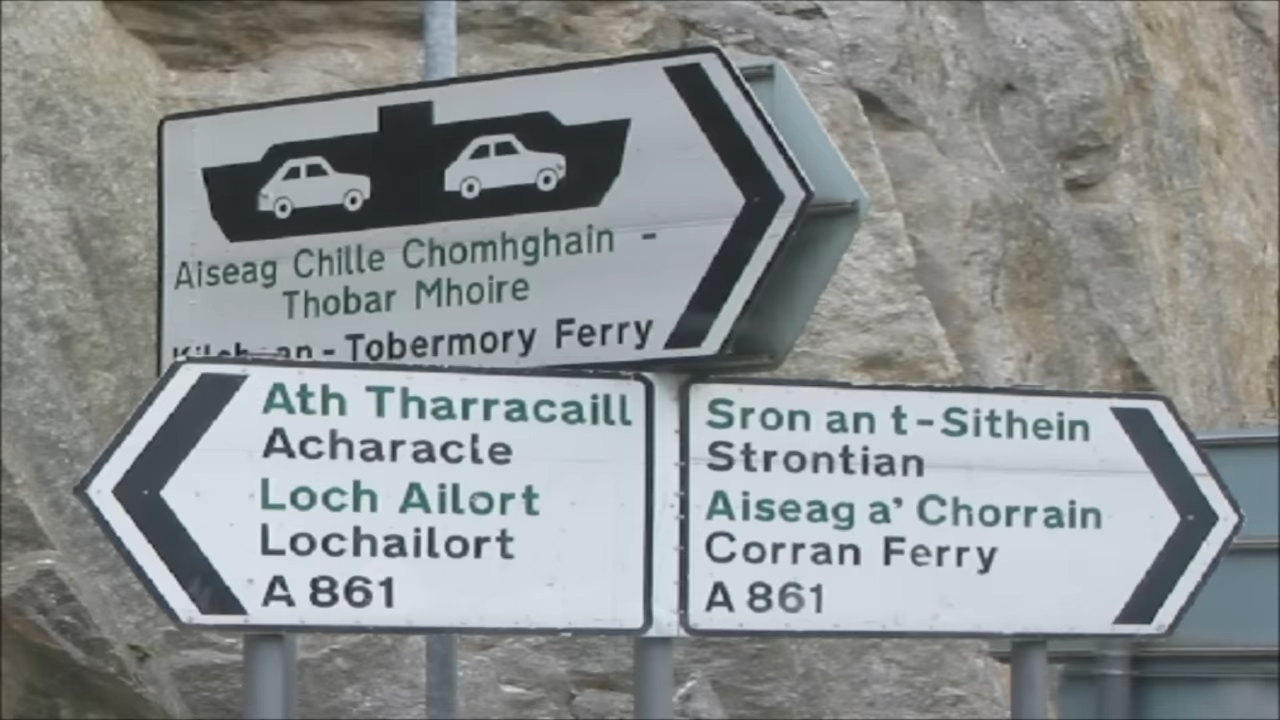 Aiseag Chille Chomhghain -
Thobar Mhoire
- Tobermory Ferry
Ath Tharracaill
Acharacle
Loch Ailort
Lochailort
A 861
Sron an t-Sithein
Strontian
Aiseag a' Chorrain
Corran Ferry
A 861